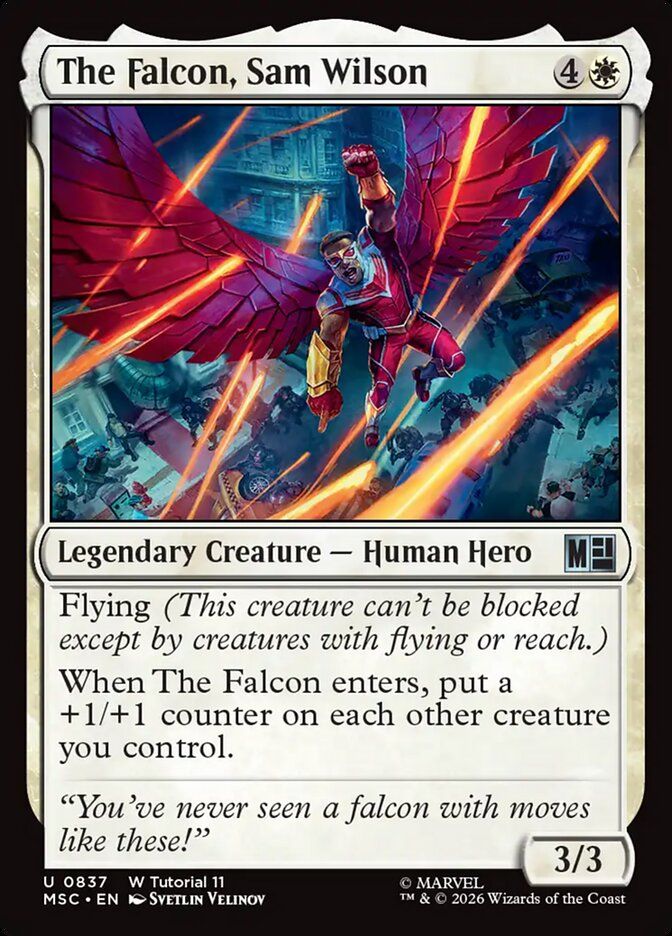 The Falcon, Sam Wilson 4
Legendary Creature — Human Hero
Flying (This creature can't be blocked
except by creatures with flying or reach.)
When The Falcon enters, put a
+1/+1 counter on each other creature
you control.
"You've never seen a falcon with moves
like these!"
3/3
U 0837 W Tutorial 11
MSC • EN Svetlin Velinov
© MARVEL
™ & © 2026 Wizards of the Coast